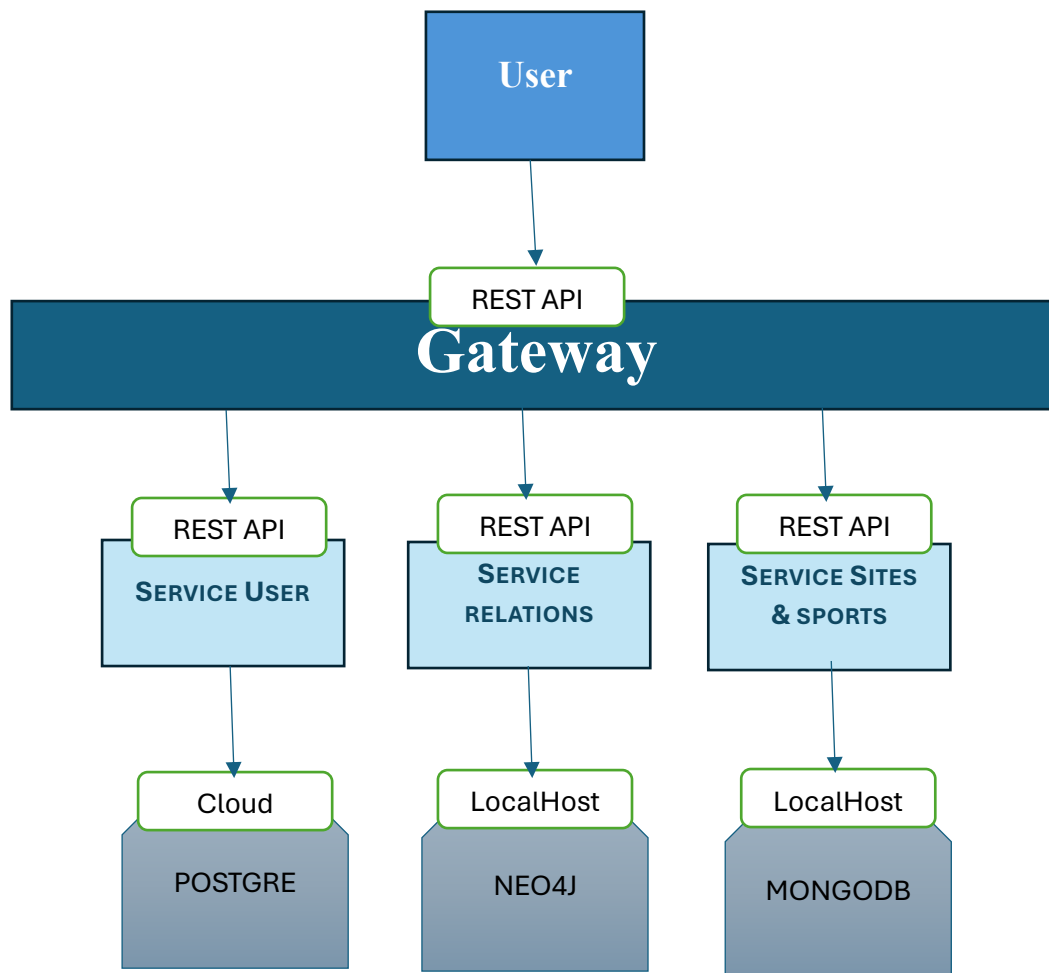 User
REST API
Gateway
REST API
REST API
REST API
SERVICE USER
SERVICE
RELATIONS
SERVICE SITES
& SPORTS
Cloud
LocalHost
LocalHost
POSTGRE
NEO4J
MONGODB